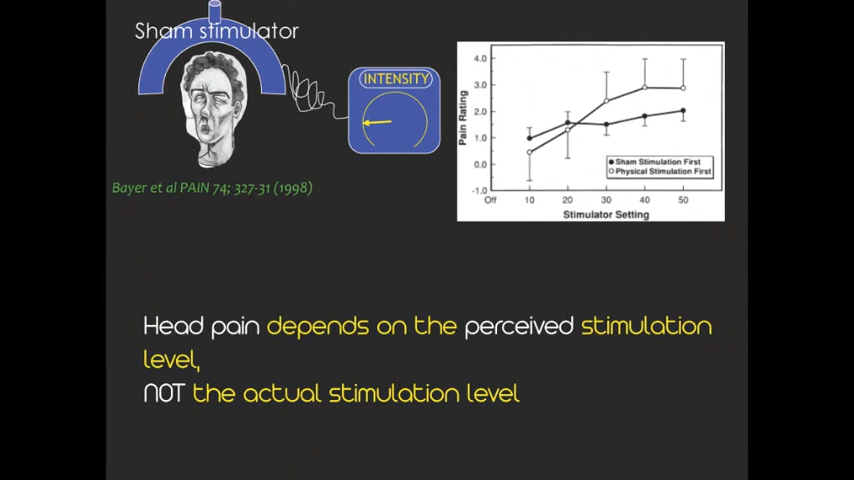 Sham stimulator
INTENSITY
Bayer et al PAIN 74; 327-31 (1998)
4.0
3.0
2.0
1.0
0.0
-1.0
Pain Rating
Sham Stimulation First
Physical Stimulation First
Off 10 20 30 40 50
Stimulator Setting
Head pain depends on the perceived stimulation
level,
NOT the actual stimulation level